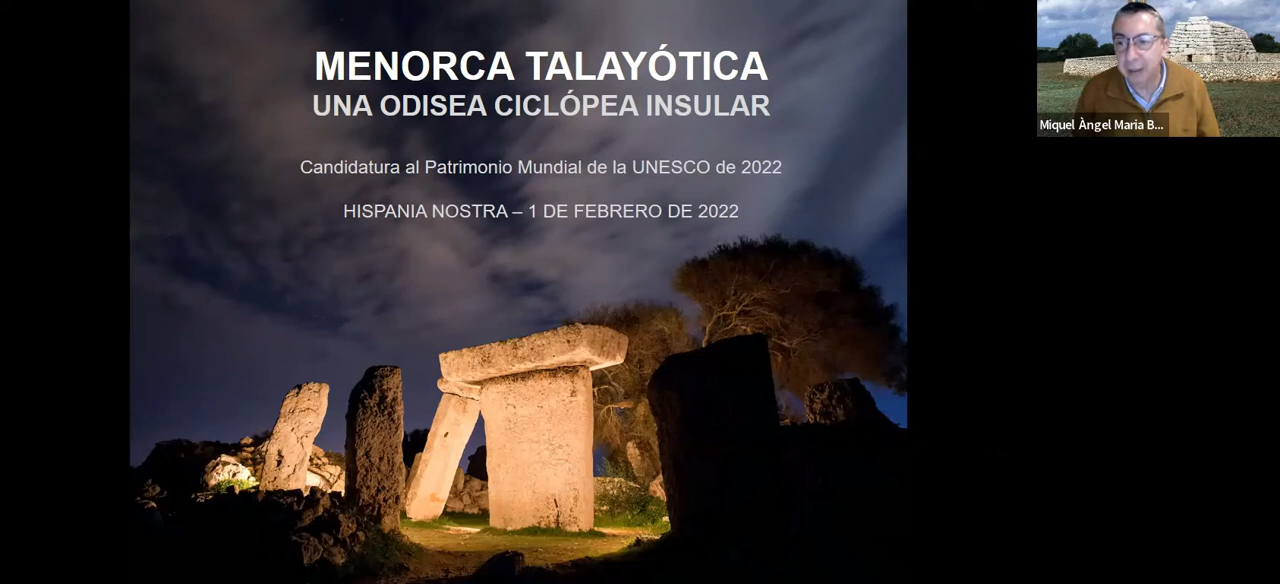 MENORCA TALAYÓTICA
UNA ODISEA CICLÓPEA INSULAR
Candidatura al Patrimonio Mundial de la UNESCO de 2022
HISPANIA NOSTRA – 1 DE FEBRERO DE 2022
Miquel Àngel Maria B...